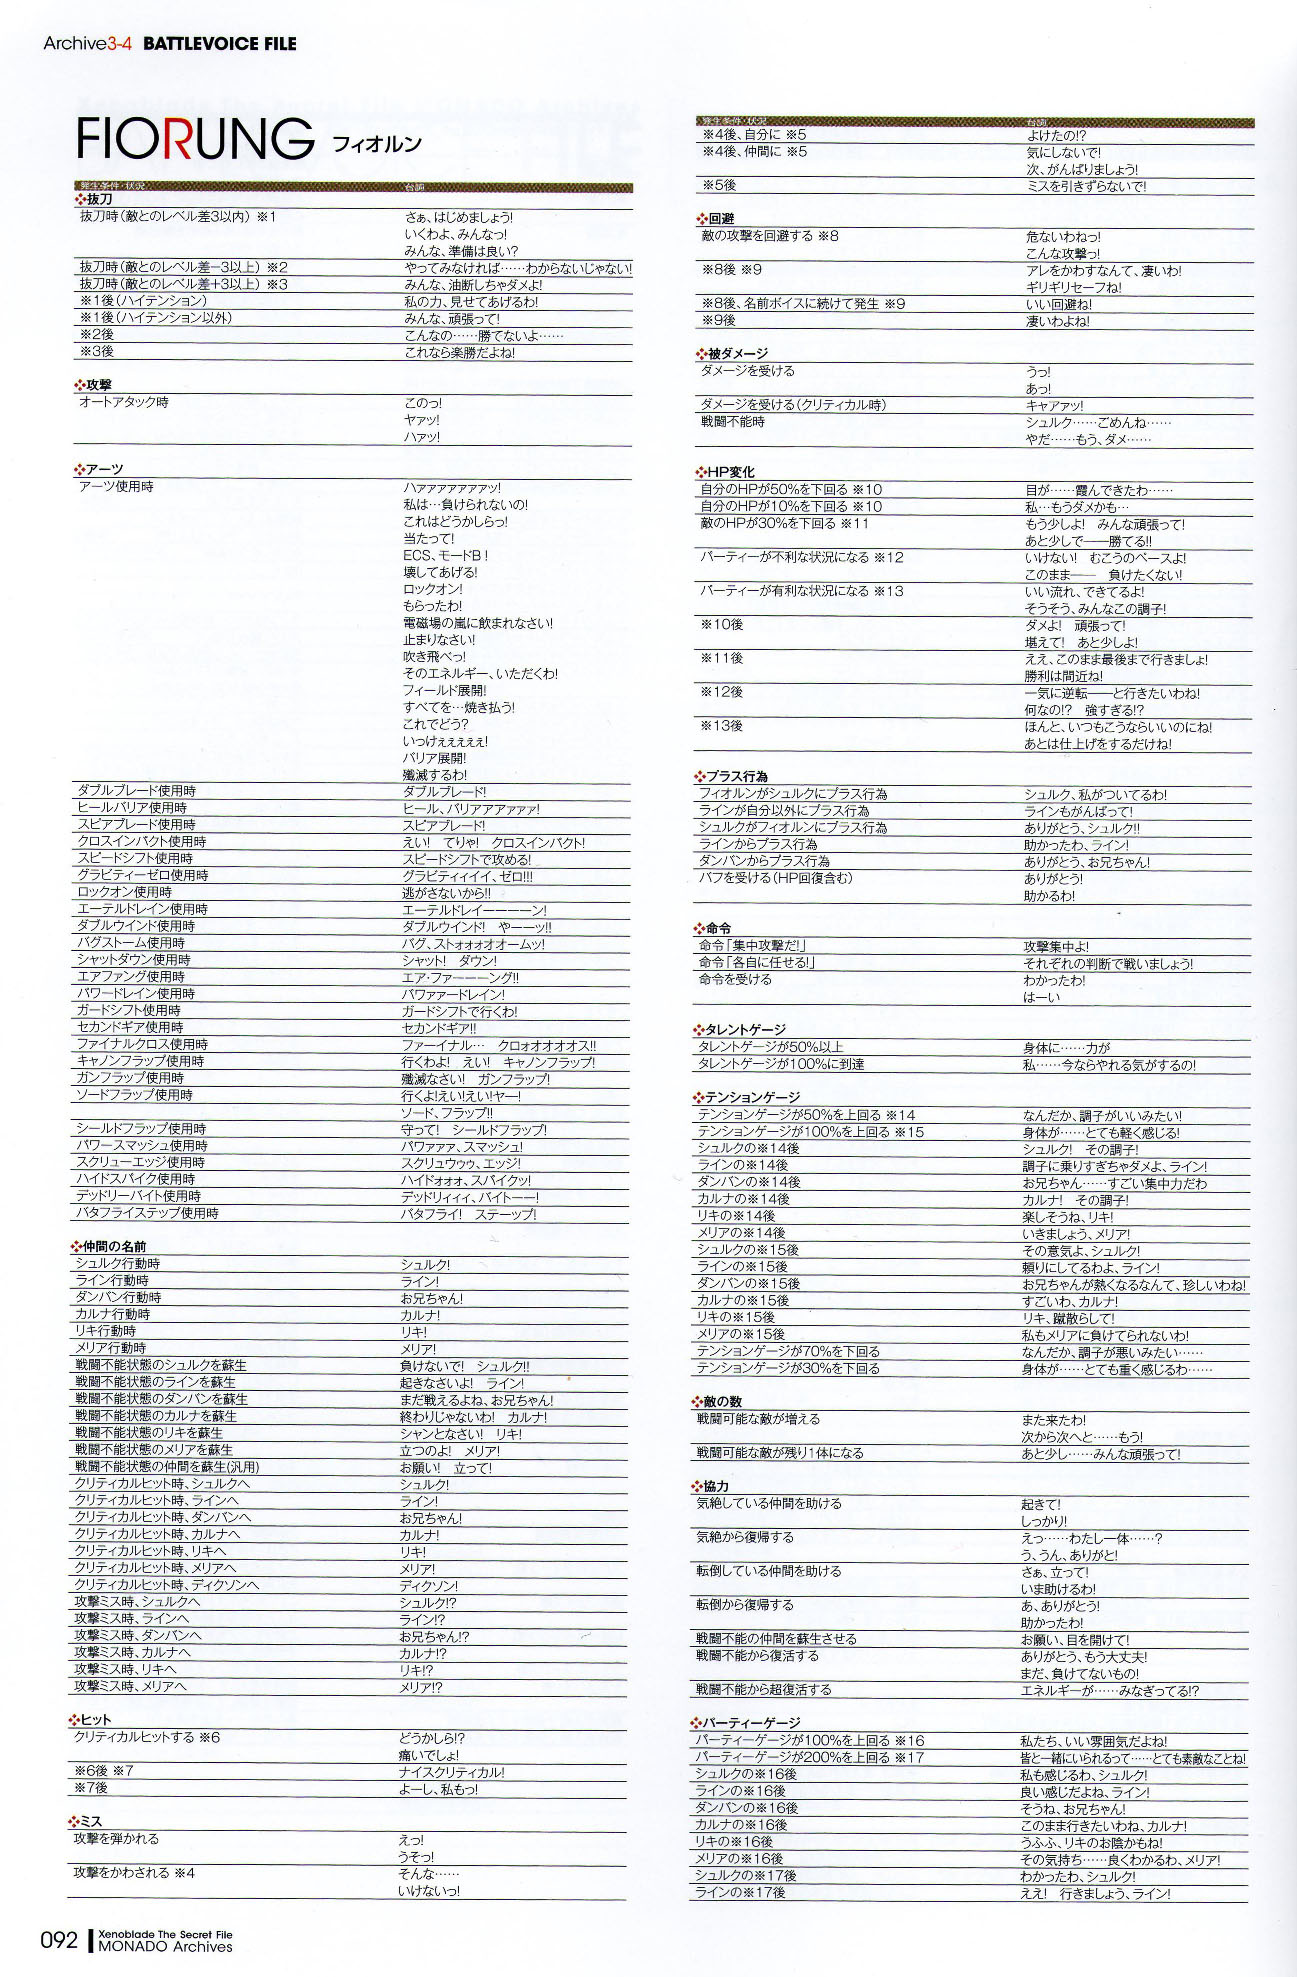 Archive3-4 BATTLEVOICE FILE
FIORUNG フィオルン
発生条件・状況 台詞
❖抜刀
抜刀時(敵とのレベル差3以内) ※1 さぁ、はじめましょう!
いくわよ、みんなっ!
みんな、準備は良い?
抜刀時(敵とのレベル差−3以上) ※2 やってみなければ……わからないじゃない!
抜刀時(敵とのレベル差+3以上) ※3 みんな、油断しちゃダメよ!
※1後(ハイテンション) 私の力、見せてあげるわ!
※1後(ハイテンション以外) みんな、頑張って!
※2後 こんなの……勝てないよ……
※3後 これなら楽勝だよね!
❖攻撃
オートアタック時 このっ!
ヤァッ!
ハァッ!
❖アーツ
アーツ使用時 ハァァァァァァァッ!
私は…負けられないの!
これはどうかしらっ!
当たって!
ECS、モードB!
壊してあげる!
ロックオン!
もらったわ!
電磁場の嵐に飲まれなさい!
止まりなさい!
吹き飛べっ!
そのエネルギー、いただくわ!
フィールド展開!
すべてを…焼き払う!
これでどう?
いっけぇぇぇぇぇ!
バリア展開!
殲滅するわ!
ダブルブレード使用時 ダブルブレード!
ヒールバリア使用時 ヒール、バリアアアァァァ!
スピアブレード使用時 スピアブレード!
クロスインパクト使用時 えい! てりゃ! クロスインパクト!
スピードシフト使用時 スピードシフトで攻める!
グラビティーゼロ使用時 グラビティィイイ、ゼロ!!!
ロックオン使用時 逃がさないから!!
エーテルドレイン使用時 エーテルドレイーーーーン!
ダブルウインド使用時 ダブルウインド! やーーッ!!
バグストーム使用時 バグ、ストォォォオオームッ!
シャットダウン使用時 シャット! ダウン!
エアファング使用時 エア・ファーーーング!!
パワードレイン使用時 パワァァードレイン!
ガードシフト使用時 ガードシフトで行くわ!
セカンドギア使用時 セカンドギア!!
ファイナルクロス使用時 ファーイナル… クロォオオオオス!!
キャノンフラップ使用時 行くわよ! えい! キャノンフラップ!
ガンフラップ使用時 殲滅なさい! ガンフラップ!
ソードフラップ使用時 行くよ!えい!えい!ヤー!
ソード、フラップ!!
シールドフラップ使用時 守って! シールドフラップ!
パワースマッシュ使用時 パワァァァ、スマッシュ!
スクリューエッジ使用時 スクリュウゥゥ、エッジ!
ハイドスパイク使用時 ハイドォォォ、スパイクッ!
デッドリーバイト使用時 デッドリィィィ、バイトーー!
バタフライステップ使用時 バタフライ! ステーップ!
❖仲間の名前
シュルク行動時 シュルク!
ライン行動時 ライン!
ダンバン行動時 お兄ちゃん!
カルナ行動時 カルナ!
リキ行動時 リキ!
メリア行動時 メリア!
戦闘不能状態のシュルクを蘇生 負けないで! シュルク!!
戦闘不能状態のラインを蘇生 起きなさいよ! ライン!
戦闘不能状態のダンバンを蘇生 まだ戦えるよね、お兄ちゃん!
戦闘不能状態のカルナを蘇生 終わりじゃないわ! カルナ!
戦闘不能状態のリキを蘇生 シャンとなさい! リキ!
戦闘不能状態のメリアを蘇生 立つのよ! メリア!
戦闘不能状態の仲間を蘇生(汎用) お願い! 立って!
クリティカルヒット時、シュルクへ シュルク!
クリティカルヒット時、ラインへ ライン!
クリティカルヒット時、ダンバンへ お兄ちゃん!
クリティカルヒット時、カルナへ カルナ!
クリティカルヒット時、リキへ リキ!
クリティカルヒット時、メリアへ メリア!
クリティカルヒット時、ディクソンへ ディクソン!
攻撃ミス時、シュルクへ シュルク!?
攻撃ミス時、ラインへ ライン!?
攻撃ミス時、ダンバンへ お兄ちゃん!?
攻撃ミス時、カルナへ カルナ!?
攻撃ミス時、リキへ リキ!?
攻撃ミス時、メリアへ メリア!?
❖ヒット
クリティカルヒットする ※6 どうかしら!?
痛いでしょ!
※6後 ※7 ナイスクリティカル!
※7後 よーし、私もっ!
❖ミス
攻撃を弾かれる えっ!
うそっ!
攻撃をかわされる ※4 そんな……
いけないっ!
発生条件・状況 台詞
※4後、自分に ※5 よけたの!?
※4後、仲間に ※5 気にしないで!
次、がんばりましょう!
※5後 ミスを引きずらないで!
❖回避
敵の攻撃を回避する ※8 危ないわねっ!
こんな攻撃っ!
※8後 ※9 アレをかわすなんて、凄いわ!
ギリギリセーフね!
※8後、名前ボイスに続けて発生 ※9 いい回避ね!
※9後 凄いわよね!
❖被ダメージ
ダメージを受ける うっ!
あっ!
ダメージを受ける(クリティカル時) キャアァッ!
戦闘不能時 シュルク……ごめんね……
やだ……もう、ダメ……
❖HP変化
自分のHPが50%を下回る ※10 目が……霞んできたわ……
自分のHPが10%を下回る ※10 私…もうダメかも…
敵のHPが30%を下回る ※11 もう少しよ! みんな頑張って!
あと少しで――勝てる!!
パーティーが不利な状況になる ※12 いけない! むこうのペースよ!
このまま―― 負けたくない!
パーティーが有利な状況になる ※13 いい流れ、できてるよ!
そうそう、みんなこの調子!
※10後 ダメよ! 頑張って!
堪えて! あと少しよ!
※11後 ええ、このまま最後まで行きましょ!
勝利は間近ね!
※12後 一気に逆転――と行きたいわね!
何なの!? 強すぎる!?
※13後 ほんと、いつもこうならいいのにね!
あとは仕上げをするだけね!
❖プラス行為
フィオルンがシュルクにプラス行為 シュルク、私がついてるわ!
ラインが自分以外にプラス行為 ラインもがんばって!
シュルクがフィオルンにプラス行為 ありがとう、シュルク!!
ラインからプラス行為 助かったわ、ライン!
ダンバンからプラス行為 ありがとう、お兄ちゃん!
バフを受ける(HP回復含む) ありがとう!
助かるわ!
❖命令
命令「集中攻撃だ!」 攻撃集中よ!
命令「各自に任せる!」 それぞれの判断で戦いましょう!
命令を受ける わかったわ!
はーい
❖タレントゲージ
タレントゲージが50%以上 身体に……力が
タレントゲージが100%に到達 私……今ならやれる気がするの!
❖テンションゲージ
テンションゲージが50%を上回る ※14 なんだか、調子がいいみたい!
テンションゲージが100%を上回る ※15 身体が……とても軽く感じる!
シュルクの※14後 シュルク! その調子!
ラインの※14後 調子に乗りすぎちゃダメよ、ライン!
ダンバンの※14後 お兄ちゃん……すごい集中力だわ
カルナの※14後 カルナ! その調子!
リキの※14後 楽しそうね、リキ!
メリアの※14後 いきましょう、メリア!
シュルクの※15後 その意気よ、シュルク!
ラインの※15後 頼りにしてるわよ、ライン!
ダンバンの※15後 お兄ちゃんが熱くなるなんて、珍しいわね!
カルナの※15後 すごいわ、カルナ!
リキの※15後 リキ、蹴散らして!
メリアの※15後 私もメリアに負けてられないわ!
テンションゲージが70%を下回る なんだか、調子が悪いみたい……
テンションゲージが30%を下回る 身体が……とても重く感じるわ……
❖敵の数
戦闘可能な敵が増える また来たわ!
次から次へと……もう!
戦闘可能な敵が残り1体になる あと少し……みんな頑張って!
❖協力
気絶している仲間を助ける 起きて!
しっかり!
気絶から復帰する えっ……わたし一体……?
う、うん、ありがと!
転倒している仲間を助ける さぁ、立って!
いま助けるわ!
転倒から復帰する あ、ありがとう!
助かったわ!
戦闘不能の仲間を蘇生させる お願い、目を開けて!
戦闘不能から復活する ありがとう、もう大丈夫!
まだ、負けてないもの!
戦闘不能から超復活する エネルギーが……みなぎってる!?
❖パーティーゲージ
パーティーゲージが100%を上回る ※16 私たち、いい雰囲気だよね!
パーティーゲージが200%を上回る ※17 皆と一緒にいられるって……とても素敵なことね!
シュルクの※16後 私も感じるわ、シュルク!
ラインの※16後 良い感じだよね、ライン!
ダンバンの※16後 そうね、お兄ちゃん!
カルナの※16後 このまま行きたいわね、カルナ!
リキの※16後 うふふ、リキのお陰かもね!
メリアの※16後 その気持ち……良くわかるわ、メリア!
シュルクの※17後 わかったわ、シュルク!
ラインの※17後 ええ! 行きましょう、ライン!
092 Xenoblade The Secret File
MONADO Archives